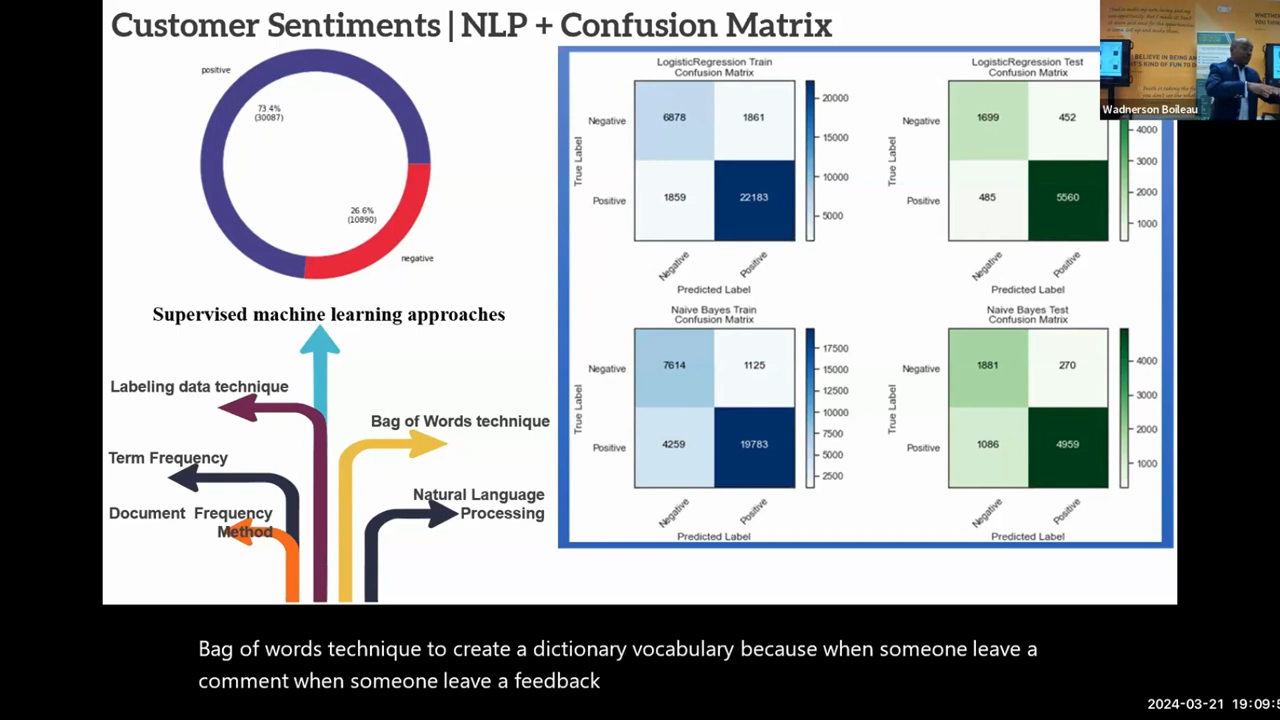 Customer Sentiments | NLP + Confusion Matrix
positive
73.4%
(30087)
26.6%
(10890)
negative
Supervised machine learning approaches
Labeling data technique
Bag of Words technique
Term Frequency
Natural Language
Processing
Document Frequency
Method
LogisticRegression Train
Confusion Matrix
True Label
Negative
Positive
6878
1861
1859
22183
20000
15000
10000
5000
Negative
Positive
Predicted Label
LogisticRegression Test
Confusion Matrix
True Label
Negative
Positive
1699
452
485
5560
4000
3000
2000
1000
Negative
Positive
Predicted Label
Naive Bayes Train
Confusion Matrix
True Label
Negative
Positive
7614
1125
4259
19783
17500
15000
12500
10000
7500
5000
2500
Negative
Positive
Predicted Label
Naive Bayes Test
Confusion Matrix
True Label
Negative
Positive
1881
270
1086
4959
4000
3000
2000
1000
Negative
Positive
Predicted Label
BELIEVE IN BEING
KIND OF FUN TO
Wadnerson Boileau
Bag of words technique to create a dictionary vocabulary because when someone leave a
comment when someone leave a feedback
2024-03-21 19:09:5